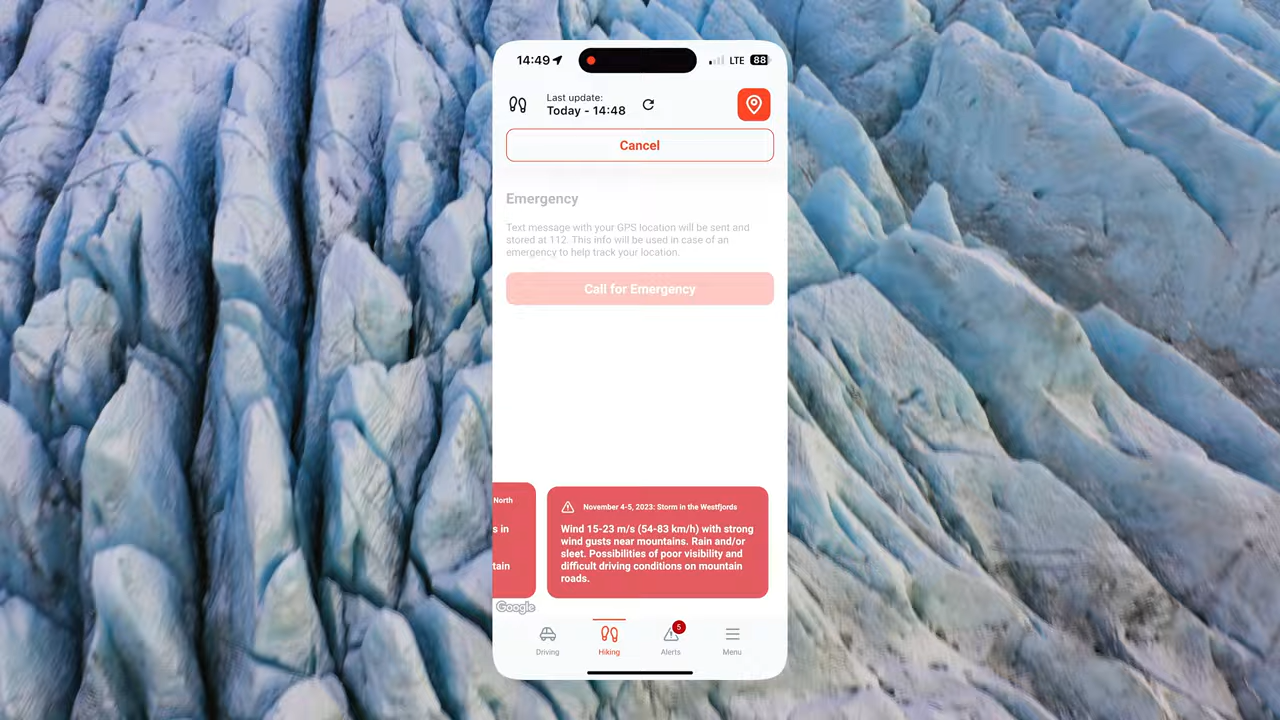 14:49
LTE
88
Last update:
Today - 14:48
Cancel
Emergency
Text message with your GPS location will be sent and
stored at 112. This info will be used in case of an
emergency to help track your location.
Call for Emergency
North
s in
tain
November 4-5, 2023: Storm in the Westfjords
Wind 15-23 m/s (54-83 km/h) with strong
wind gusts near mountains. Rain and/or
sleet. Possibilities of poor visibility and
difficult driving conditions on mountain
roads.
Google
5
Driving
Hiking
Alerts
Menu